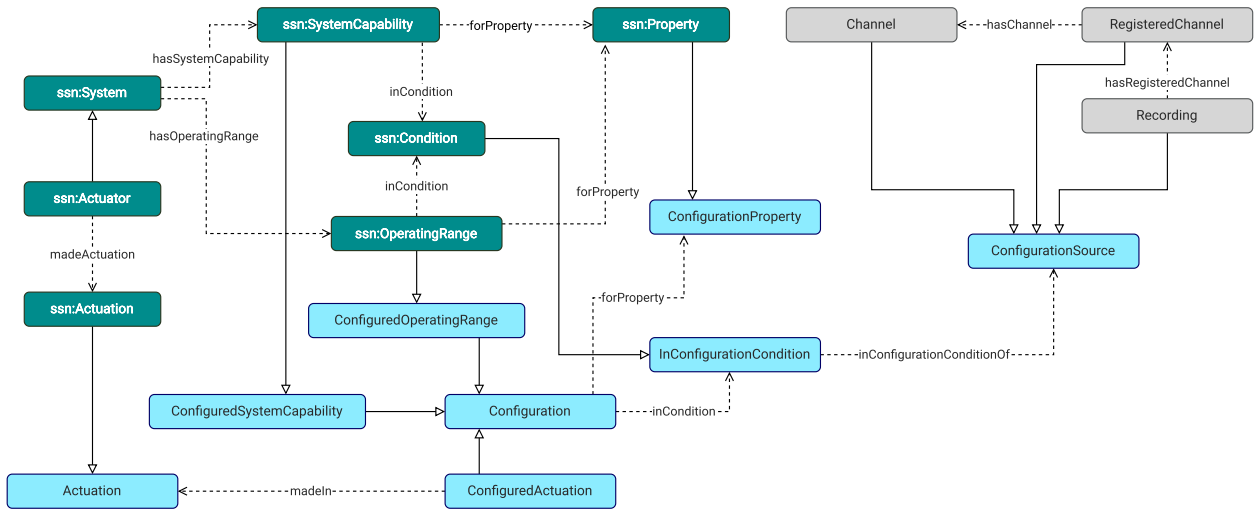 ssn:SystemCapability
forProperty
ssn:Property
Channel
hasChannel
RegisteredChannel
hasSystemCapability
hasRegisteredChannel
ssn:System
inCondition
Recording
hasOperatingRange
ssn:Condition
inCondition
forProperty
ssn:Actuator
ConfigurationProperty
ssn:OperatingRange
madeActuation
ConfigurationSource
forProperty
ssn:Actuation
ConfiguredOperatingRange
InConfigurationCondition
inConfigurationConditionOf
ConfiguredSystemCapability
Configuration
inCondition
Actuation
madeIn
ConfiguredActuation